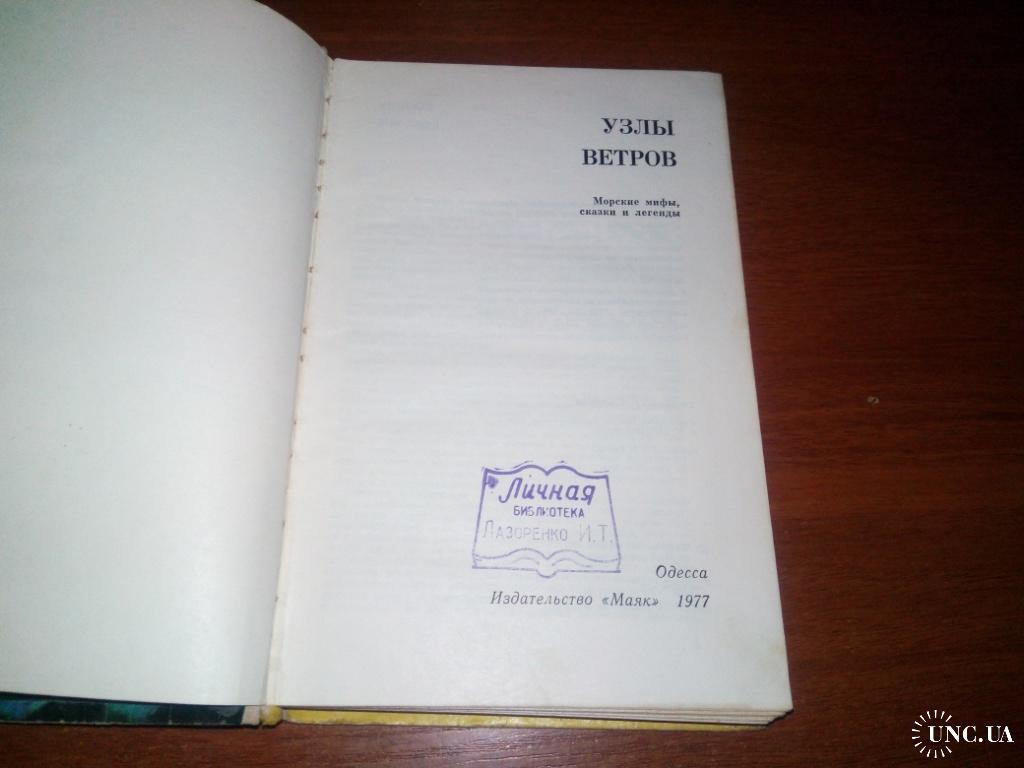 УЗЛЫ
ВЕТРОВ
Морские мифы,
сказки и легенды
Личная
БИБЛИОТЕКА
ЛАЗОРЕНКО И.Т.
Одесса
Издательство «Маяк» 1977
UNC.UA